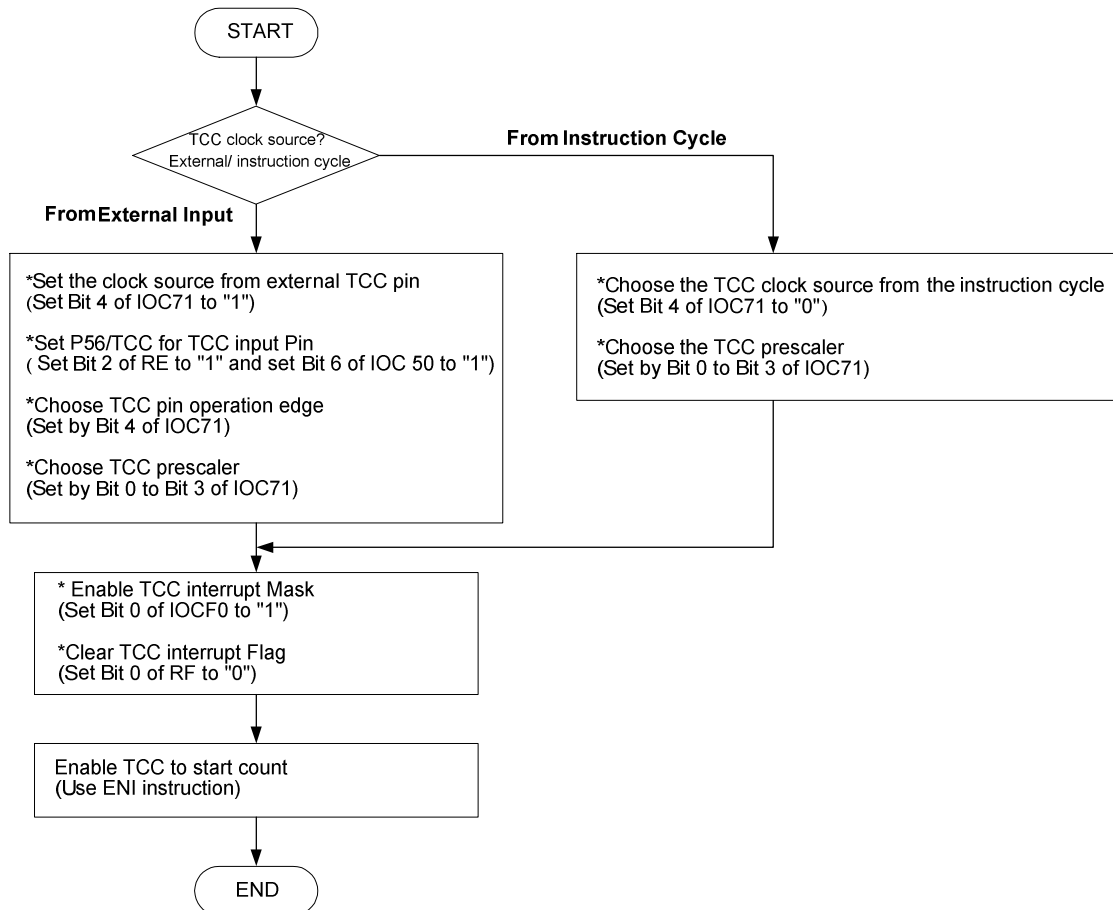 START
TCC clock source?
External/ instruction cycle
From Instruction Cycle
From External Input
*Set the clock source from external TCC pin
(Set Bit 4 of IOC71 to "1")
*Set P56/TCC for TCC input Pin
( Set Bit 2 of RE to "1" and set Bit 6 of IOC 50 to "1")
*Choose TCC pin operation edge
(Set by Bit 4 of IOC71)
*Choose TCC prescaler
(Set by Bit 0 to Bit 3 of IOC71)
*Choose the TCC clock source from the instruction cycle
(Set Bit 4 of IOC71 to "0")
*Choose the TCC prescaler
(Set by Bit 0 to Bit 3 of IOC71)
* Enable TCC interrupt Mask
(Set Bit 0 of IOCF0 to "1")
*Clear TCC interrupt Flag
(Set Bit 0 of RF to "0")
Enable TCC to start count
(Use ENI instruction)
END